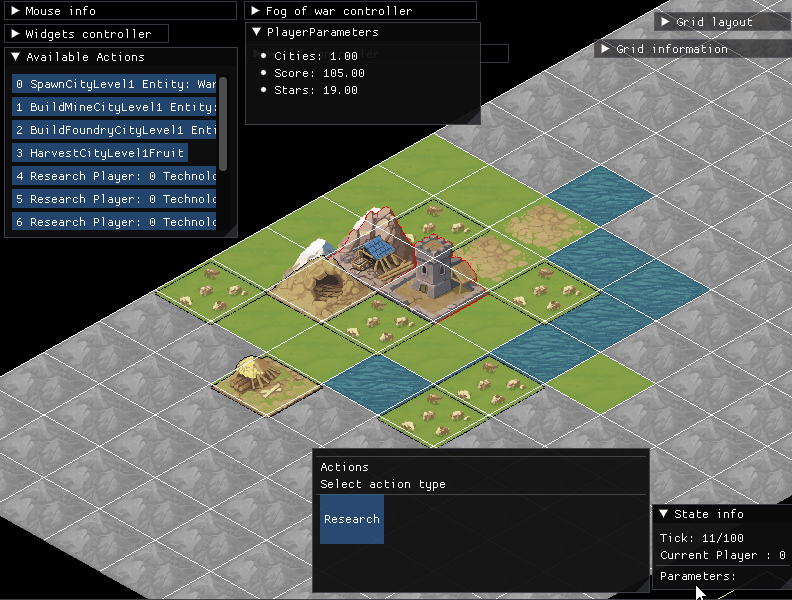 Mouse info
Widgets controller
Available Actions
0 SpawnCityLevel1 Entity: War
1 BuildMineCityLevel1 Entity:
2 BuildFoundryCityLevel1 Enti
3 HarvestCityLevel1Fruit
4 Research Player: 0 Technolo
5 Research Player: 0 Technolo
6 Research Player: 0 Technolo
Fog of war controller
PlayerParameters
Cities: 1.00
Score: 105.00
Stars: 19.00
Grid layout
Grid information
Actions
Select action type
Research
State info
Tick: 11/100
Current Player : 0
Parameters: